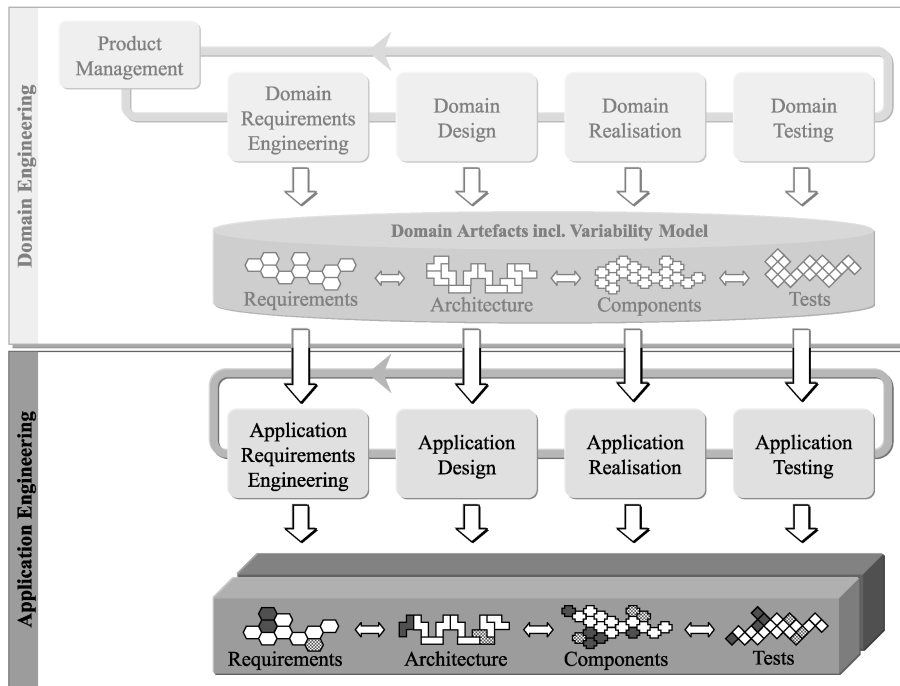 Domain Engineering
Product
Management
Domain
Requirements
Engineering
Domain
Design
Domain
Realisation
Domain
Testing
Domain Artefacts incl. Variability Model
Requirements
Architecture
Components
Tests
Application Engineering
Application
Requirements
Engineering
Application
Design
Application
Realisation
Application
Testing
Requirements
Architecture
Components
Tests